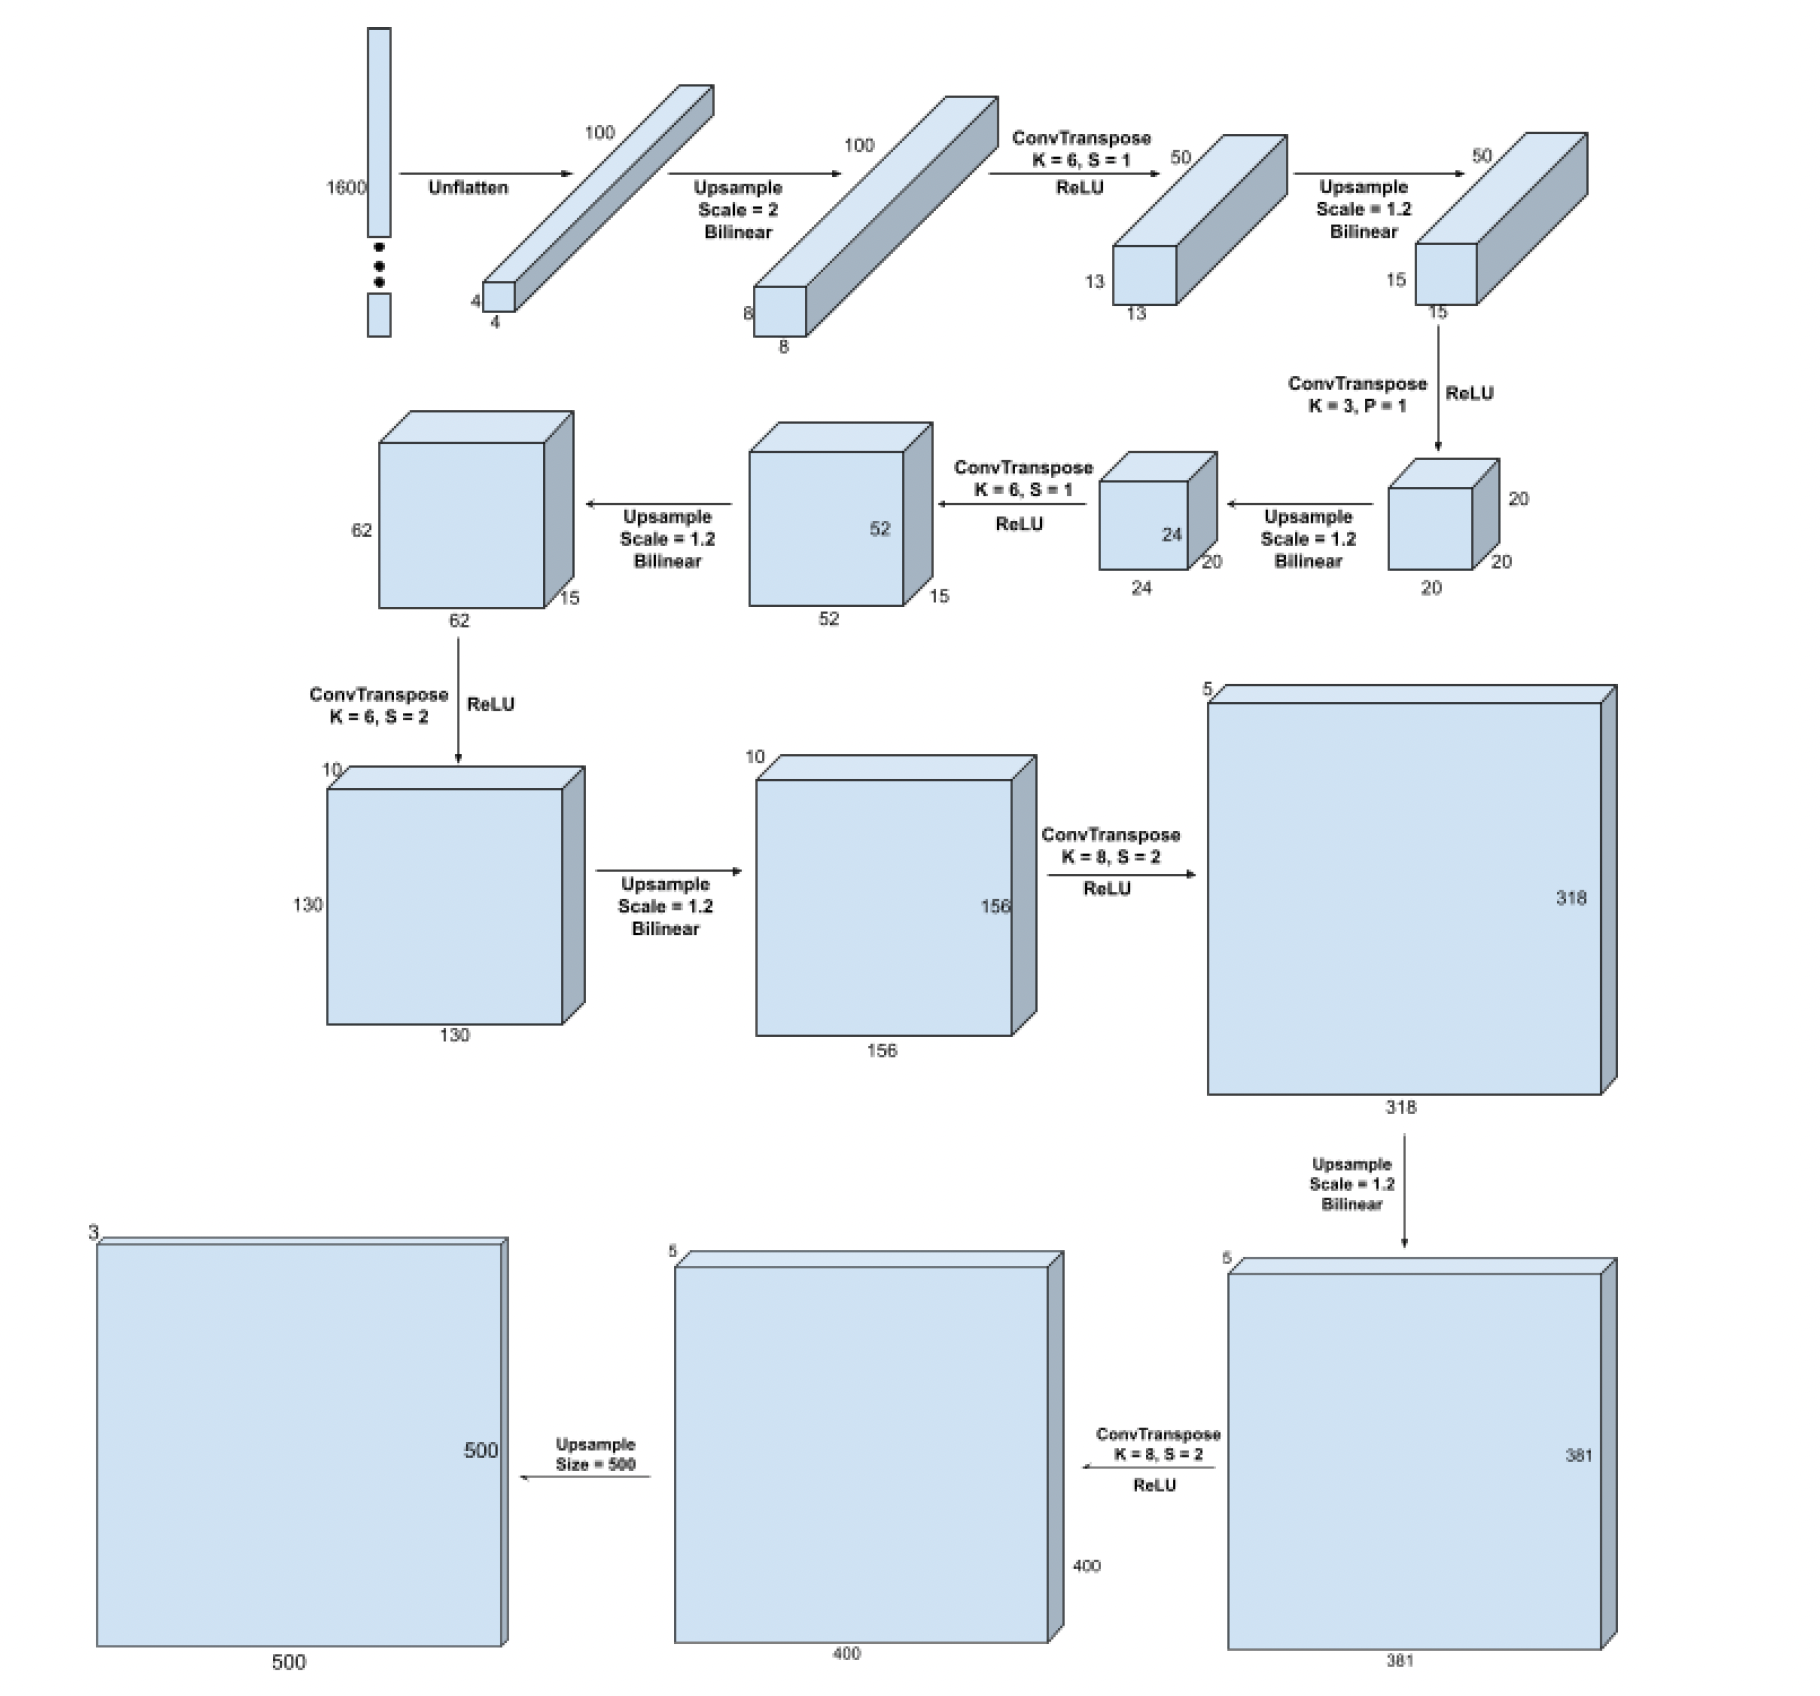 1600
Unflatten
100
4
4
Upsample
Scale = 2
Bilinear
100
8
8
ConvTranspose
K = 6, S = 1
ReLU
50
13
13
Upsample
Scale = 1.2
Bilinear
50
15
15
ConvTranspose
K = 3, P = 1
ReLU
20
20
20
Upsample
Scale = 1.2
Bilinear
24
20
24
ConvTranspose
K = 6, S = 1
ReLU
52
15
52
Upsample
Scale = 1.2
Bilinear
62
15
62
ConvTranspose
K = 6, S = 2
ReLU
10
130
130
Upsample
Scale = 1.2
Bilinear
10
156
156
ConvTranspose
K = 8, S = 2
ReLU
5
318
318
Upsample
Scale = 1.2
Bilinear
5
381
381
ConvTranspose
K = 8, S = 2
ReLU
5
400
400
Upsample
Size = 500
3
500
500